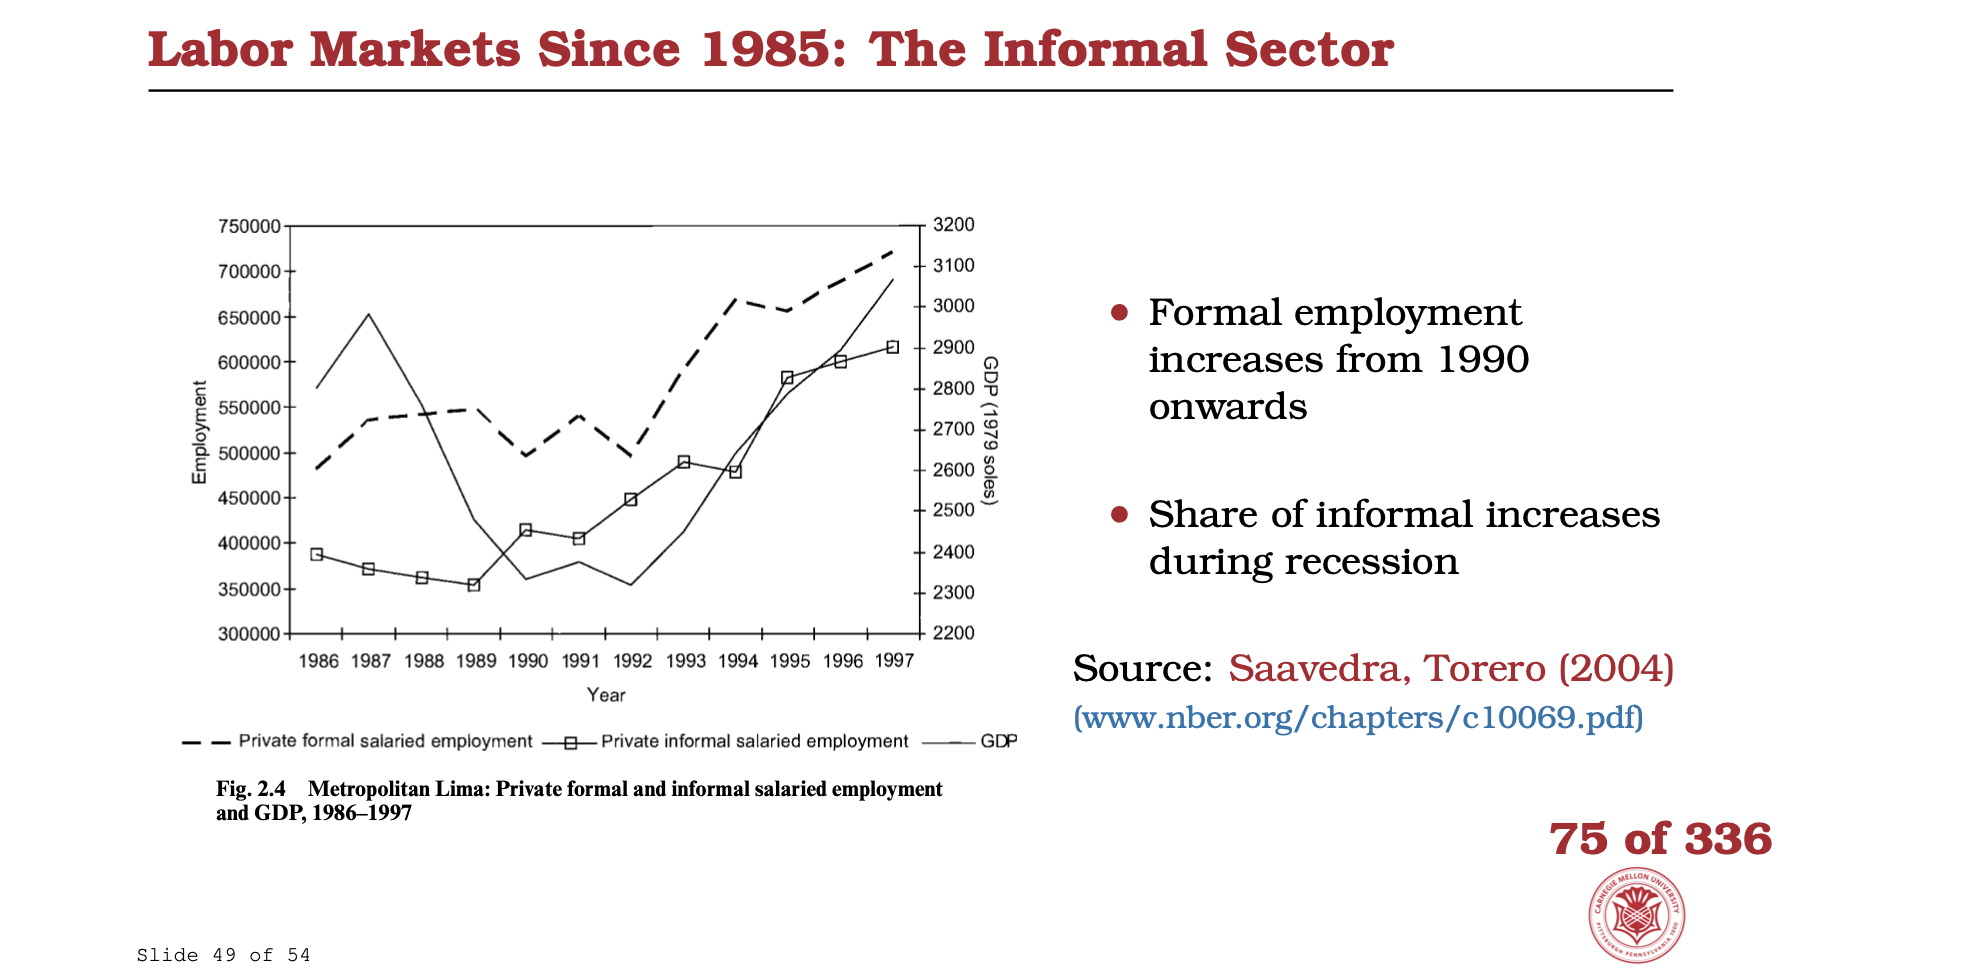 Labor Markets Since 1985: The Informal Sector
750000
700000
650000
600000
550000
500000
450000
400000
350000
300000
Employment
3200
3100
3000
2900
2800
2700
2600
2500
2400
2300
2200
GDP (1979 soles)
1986 1987 1988 1989 1990 1991 1992 1993 1994 1995 1996 1997
Year
Private formal salaried employment Private informal salaried employment GDP
Fig. 2.4 Metropolitan Lima: Private formal and informal salaried employment
and GDP, 1986–1997
• Formal employment
increases from 1990
onwards
• Share of informal increases
during recession
Source: Saavedra, Torero (2004)
(www.nber.org/chapters/c10069.pdf)
75 of 336
CARNEGIE MELLON UNIVERSITY
PITTSBURGH PENNSYLVANIA 1900
Slide 49 of 54